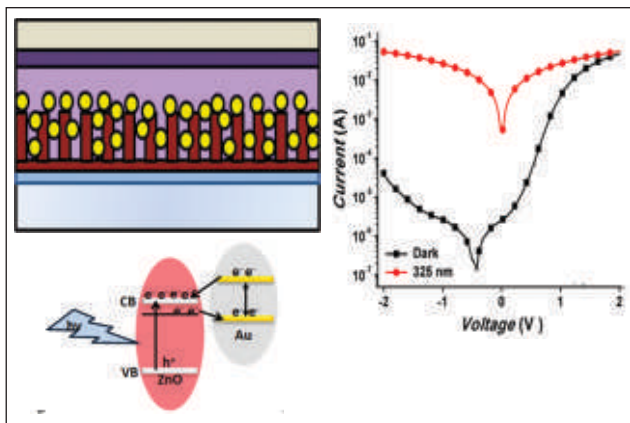 10⁻¹
10⁻²
10⁻³
10⁻⁴
10⁻⁵
10⁻⁶
10⁻⁷
Current (A)
Dark
325 nm
-2 -1 0 1 2
Voltage (V )
e⁻ e⁻
CB e e e e
e e
e⁻ e⁻
Au
hν
h⁺
VB
ZnO